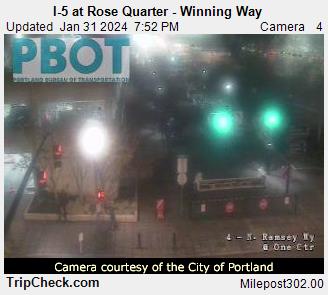 I-5 at Rose Quarter - Winning Way
Updated Jan 31 2024 7:52 PM Camera 4
PBOT
PORTLAND BUREAU OF TRANSPORTATION
4 - N. Ramsey Wy
@ One Ctr
Camera courtesy of the City of Portland
TripCheck.com Milepost302.00